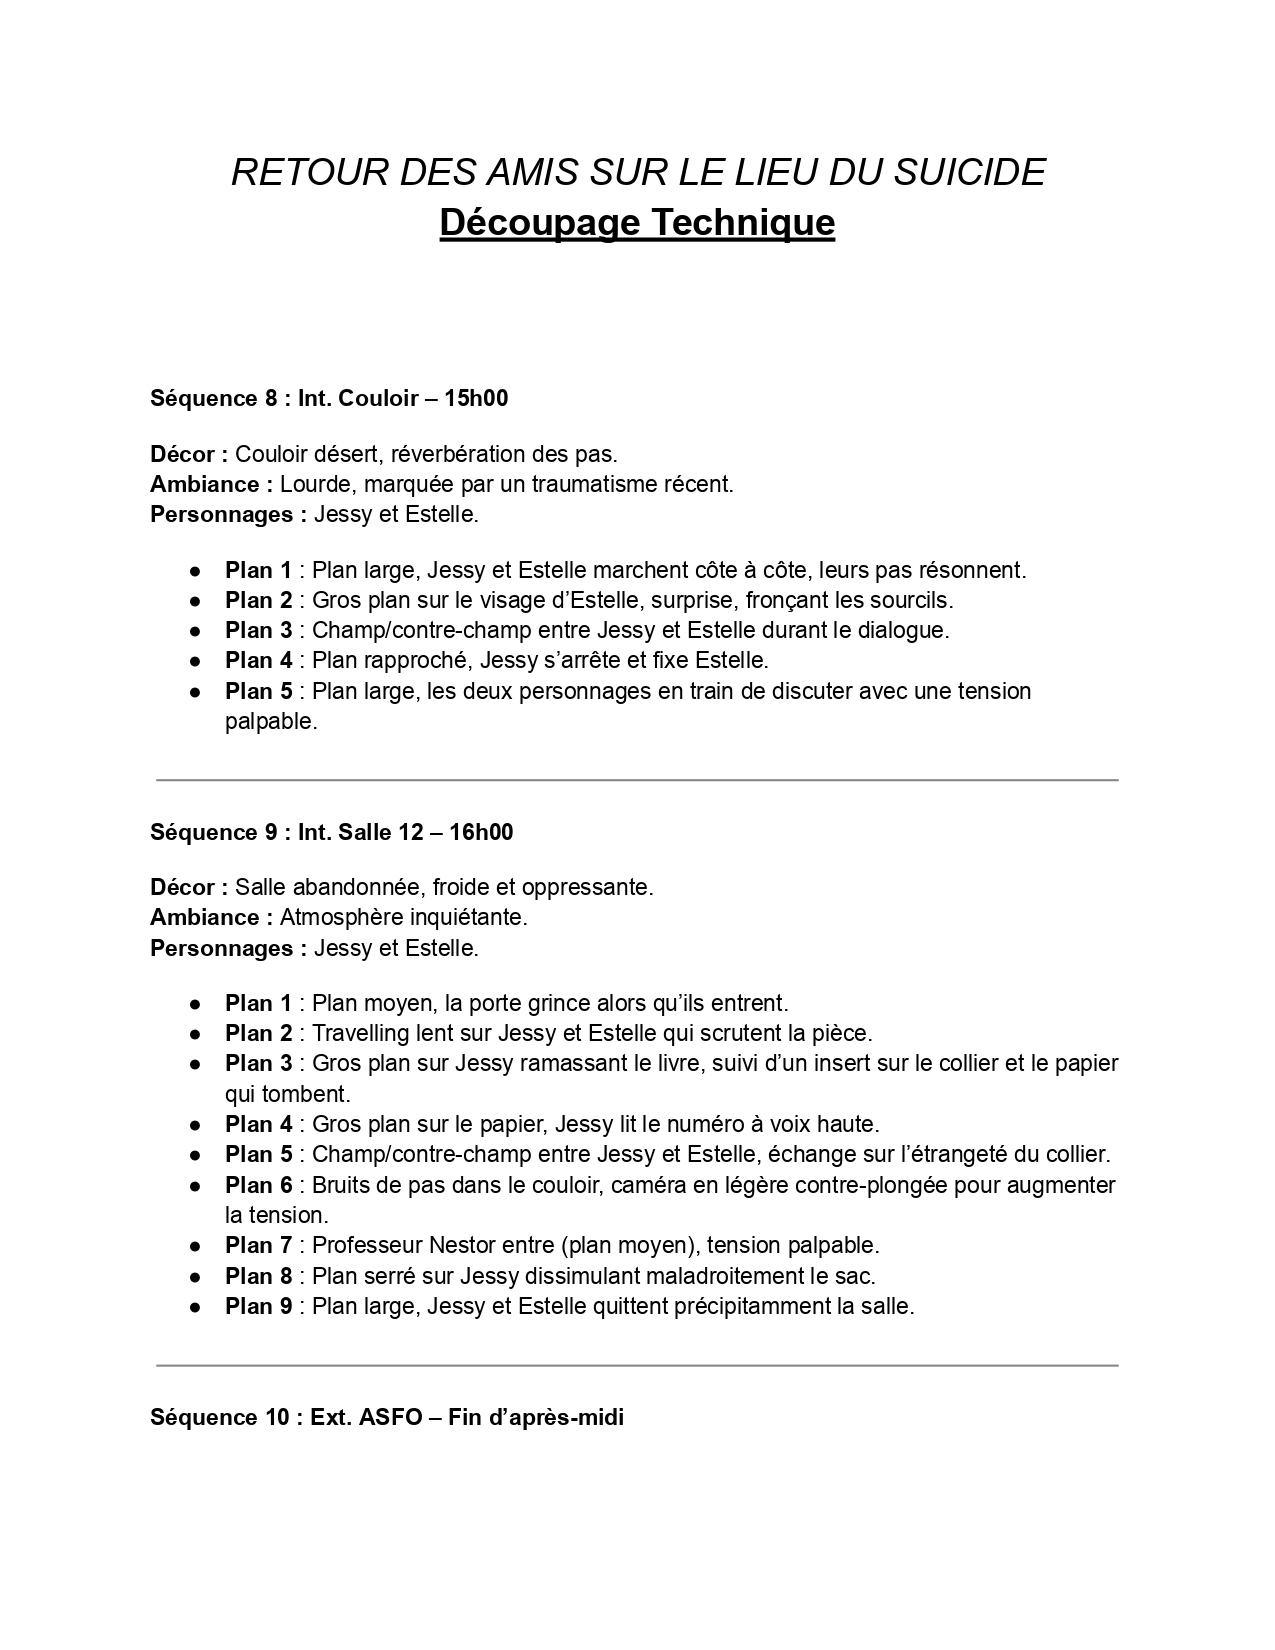 RETOUR DES AMIS SUR LE LIEU DU SUICIDE
Découpage Technique
Séquence 8 : Int. Couloir – 15h00
Décor : Couloir désert, réverbération des pas.
Ambiance : Lourde, marquée par un traumatisme récent.
Personnages : Jessy et Estelle.
● Plan 1 : Plan large, Jessy et Estelle marchent côte à côte, leurs pas résonnent.
● Plan 2 : Gros plan sur le visage d’Estelle, surprise, fronçant les sourcils.
● Plan 3 : Champ/contre-champ entre Jessy et Estelle durant le dialogue.
● Plan 4 : Plan rapproché, Jessy s’arrête et fixe Estelle.
● Plan 5 : Plan large, les deux personnages en train de discuter avec une tension
palpable.
Séquence 9 : Int. Salle 12 – 16h00
Décor : Salle abandonnée, froide et oppressante.
Ambiance : Atmosphère inquiétante.
Personnages : Jessy et Estelle.
● Plan 1 : Plan moyen, la porte grince alors qu’ils entrent.
● Plan 2 : Travelling lent sur Jessy et Estelle qui scrutent la pièce.
● Plan 3 : Gros plan sur Jessy ramassant le livre, suivi d’un insert sur le collier et le papier
qui tombent.
● Plan 4 : Gros plan sur le papier, Jessy lit le numéro à voix haute.
● Plan 5 : Champ/contre-champ entre Jessy et Estelle, échange sur l’étrangeté du collier.
● Plan 6 : Bruits de pas dans le couloir, caméra en légère contre-plongée pour augmenter
la tension.
● Plan 7 : Professeur Nestor entre (plan moyen), tension palpable.
● Plan 8 : Plan serré sur Jessy dissimulant maladroitement le sac.
● Plan 9 : Plan large, Jessy et Estelle quittent précipitamment la salle.
Séquence 10 : Ext. ASFO – Fin d’après-midi